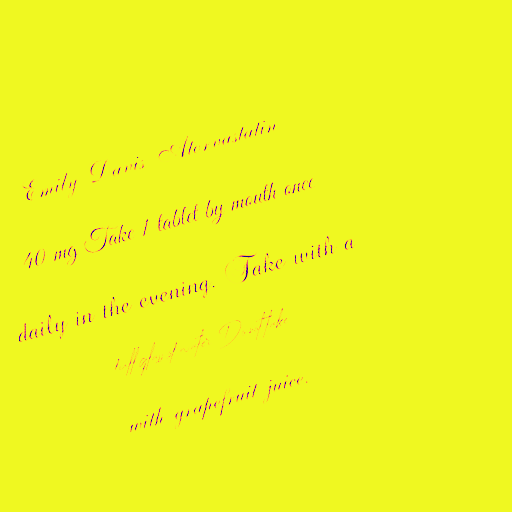 Emily Davis Atorvastatin
40 mg Take 1 tablet by mouth once
daily in the evening. Take with a
with grapefruit juice.